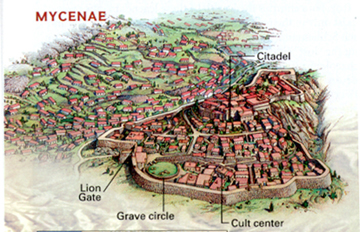 MYCENAE
Citadel
Lion
Gate
Grave circle
Cult center